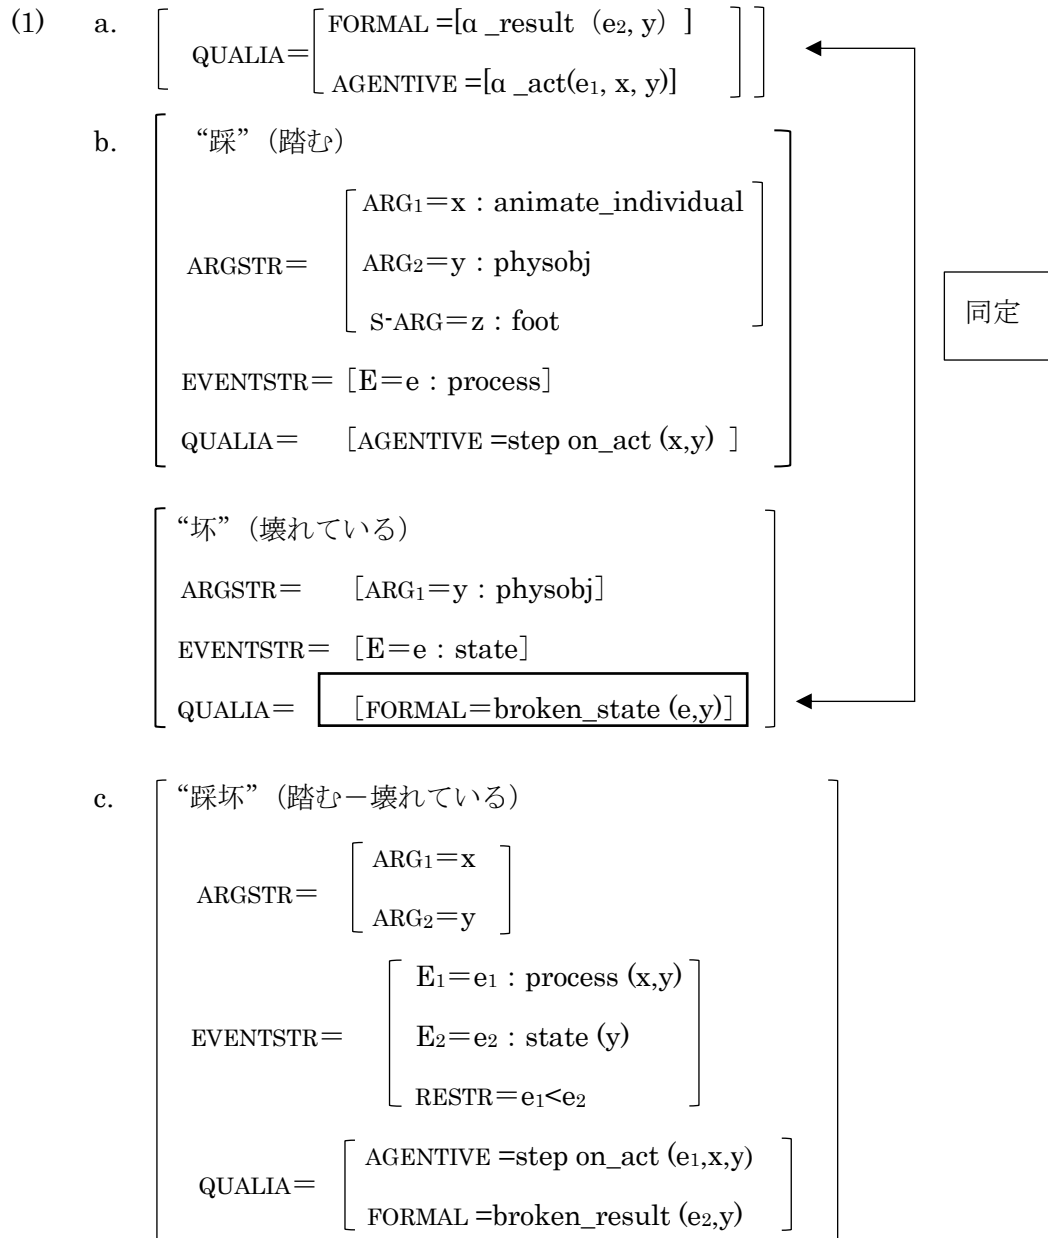 (1) a. QUALIA＝ FORMAL =[α _result（e2, y）]
AGENTIVE =[α _act(e1, x, y)]
b. “踩”（踏む）
ARGSTR＝ ARG1＝x：animate_individual
ARG2＝y：physobj
S-ARG＝z：foot
EVENTSTR＝［E＝e：process］
QUALIA＝ ［AGENTIVE =step on_act (x,y) ］
同定
“坏”（壊れている）
ARGSTR＝ ［ARG1＝y：physobj］
EVENTSTR＝ ［E＝e：state］
QUALIA＝ ［FORMAL＝broken_state (e,y)］
c. “踩坏”（踏む－壊れている）
ARGSTR＝ ARG1＝x
ARG2＝y
EVENTSTR＝ E1＝e1：process (x,y)
E2＝e2：state (y)
RESTR＝e1<e2
QUALIA＝ AGENTIVE =step on_act (e1,x,y)
FORMAL =broken_result (e2,y)